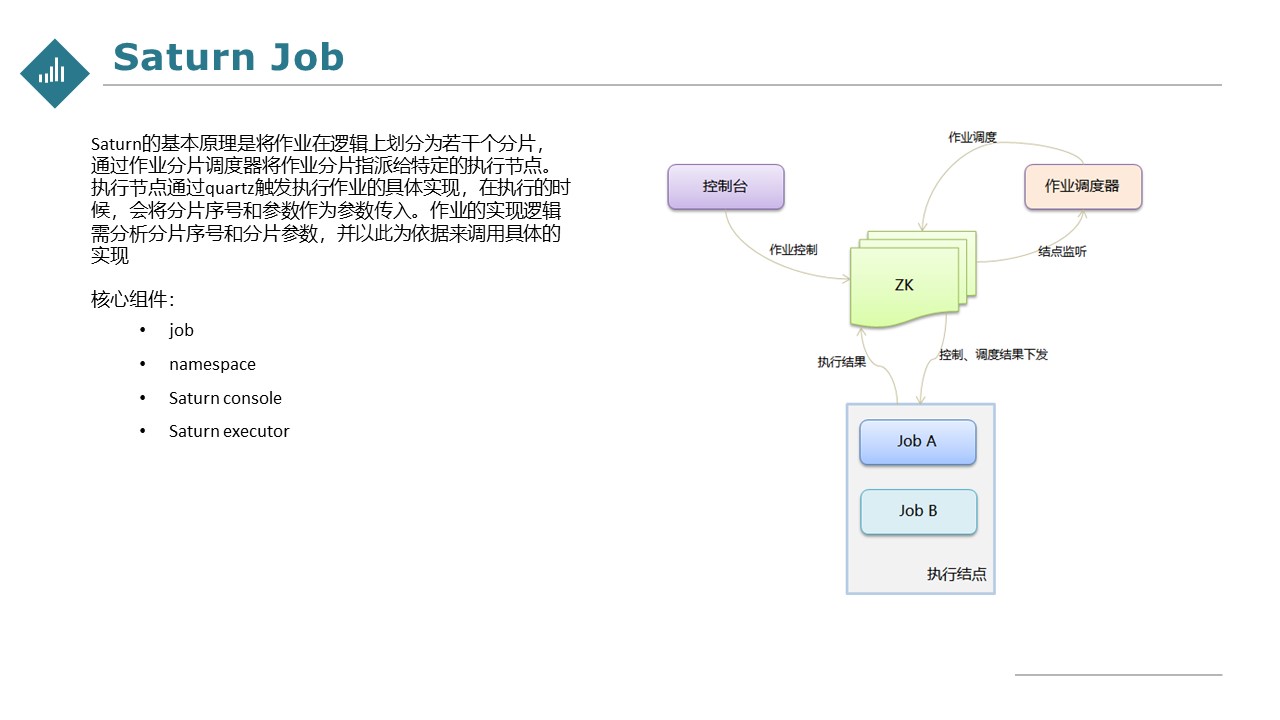 Saturn Job
Saturn的基本原理是将作业在逻辑上划分为若干个分片，
通过作业分片调度器将作业分片指派给特定的执行节点。
执行节点通过quartz触发执行作业的具体实现，在执行的时
候，会将分片序号和参数作为参数传入。作业的实现逻辑
需分析分片序号和分片参数，并以此为依据来调用具体的
实现
核心组件：
• job
• namespace
• Saturn console
• Saturn executor
作业调度
控制台
作业调度器
作业控制
结点监听
ZK
执行结果
控制、调度结果下发
Job A
Job B
执行结点